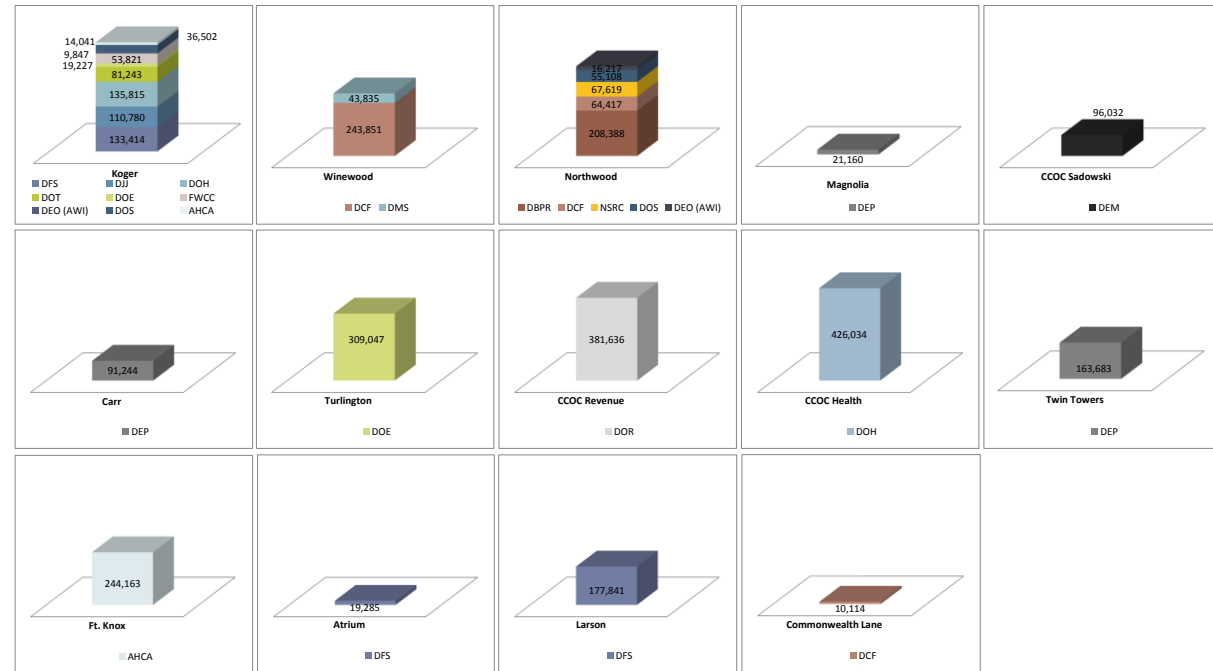 14,041
36,502
9,847
53,821
19,227
81,243
135,815
110,780
133,414
Koger
DFS DJJ DOH
DOT DOE FWCC
DEO (AWI) DOS AHCA
43,835
243,851
Winewood
DCF DMS
16,217
55,108
67,619
64,417
208,388
Northwood
DBPR DCF NSRC DOS DEO (AWI)
21,160
Magnolia
DEP
96,032
CCOC Sadowski
DEM
91,244
Carr
DEP
309,047
Turlington
DOE
381,636
CCOC Revenue
DOR
426,034
CCOC Health
DOH
163,683
Twin Towers
DEP
244,163
Ft. Knox
AHCA
19,285
Atrium
DFS
177,841
Larson
DFS
10,114
Commonwealth Lane
DCF